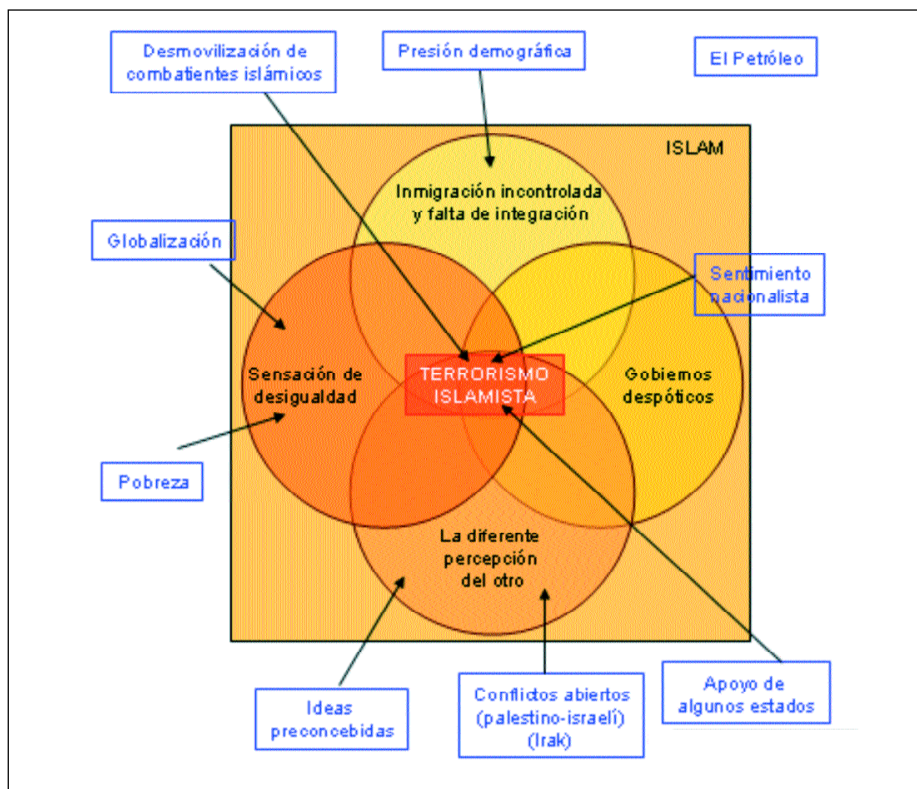 Desmovilización de
combatientes islámicos
Presión demográfica
El Petróleo
ISLAM
Inmigración incontrolada
y falta de integración
Globalización
Sentimiento
nacionalista
Sensación de
desigualdad
TERRORISMO
ISLAMISTA
Gobiernos
despóticos
Pobreza
La diferente
percepción
del otro
Ideas
preconcebidas
Conflictos abiertos
(palestino-israelí)
(Irak)
Apoyo de
algunos estados